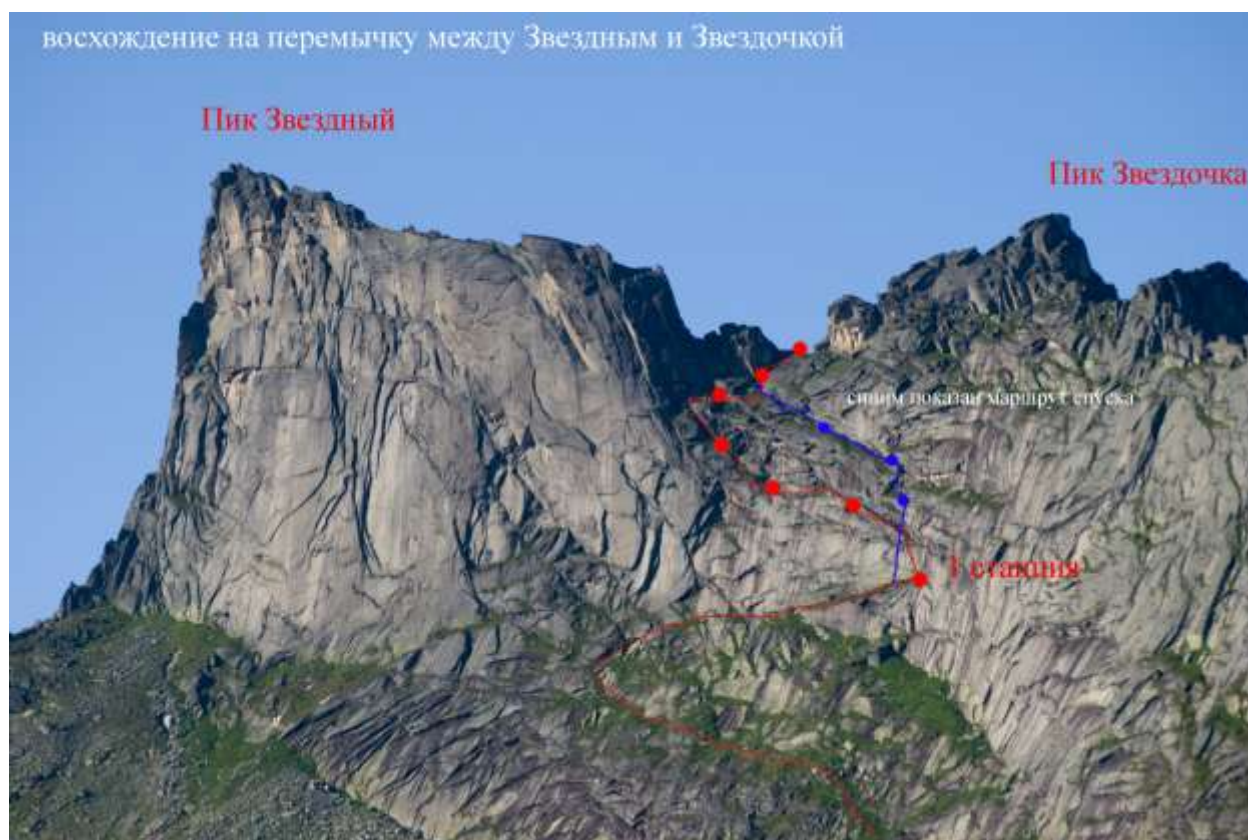 восхождение на перемычку между Звездным и Звездочкой
Пик Звездный
Пик Звездочка
синим показан маршрут спуска
1 станция